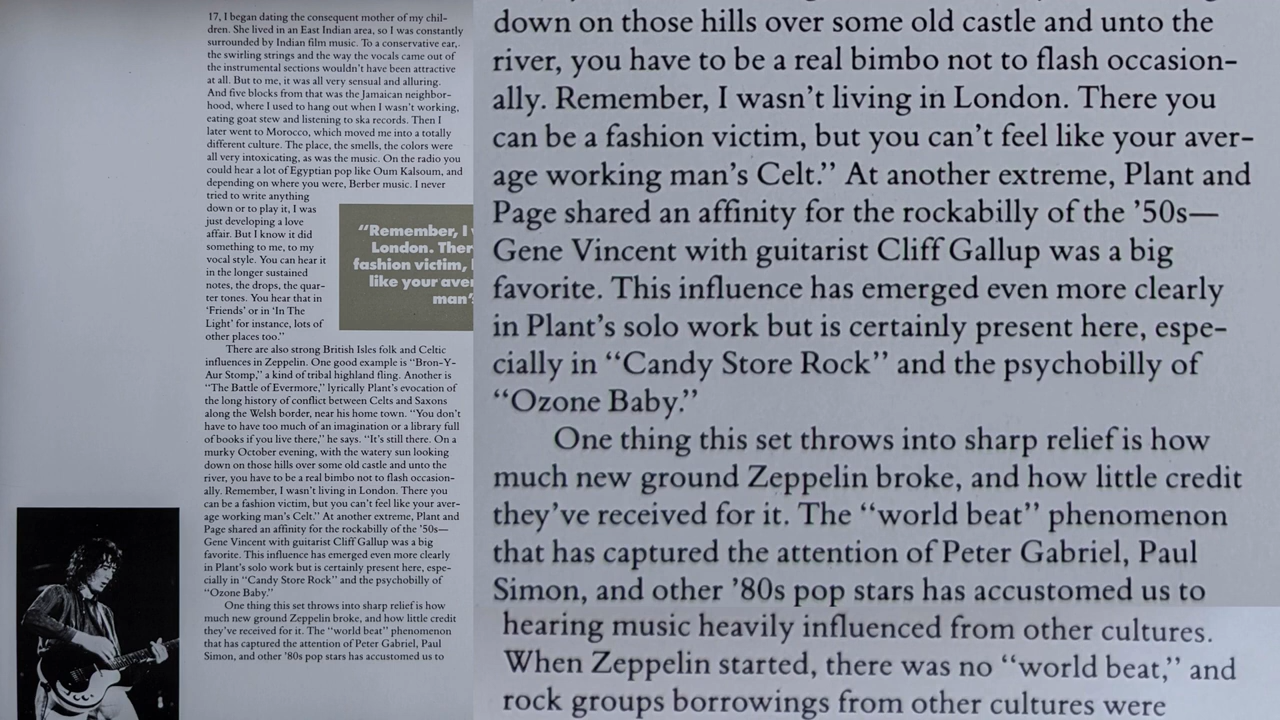 17, I began dating the consequent mother of my chil-
dren. She lived in an East Indian area, so I was constantly
surrounded by Indian film music. To a conservative ear,
the swirling strings and the way the vocals came out of
the instrumental sections wouldn't have been attractive
at all. But to me, it was all very sensual and alluring.
And five blocks from that was the Jamaican neighbor-
hood, where I used to hang out when I wasn't working,
eating goat stew and listening to ska records. Then I
later went to Morocco, which moved me into a totally
different culture. The place, the smells, the colors were
all very intoxicating, as was the music. On the radio you
could hear a lot of Egyptian pop like Oum Kalsoum, and
depending on where you were, Berber music. I never
tried to write anything
down or to play it, I was
just developing a love
affair. But I know it did
something to me, to my
vocal style. You can hear it
in the longer sustained
notes, the drops, the quar-
ter tones. You hear that in
'Friends' or in 'In The
Light' for instance, lots of
other places too."
"Remember, I
London. Ther
fashion victim,
like your aver
man'
There are also strong British Isles folk and Celtic
influences in Zeppelin. One good example is "Bron-Y-
Aur Stomp," a kind of tribal highland fling. Another is
"The Battle of Evermore," lyrically Plant's evocation of
the long history of conflict between Celts and Saxons
along the Welsh border, near his home town. "You don't
have to have too much of an imagination or a library full
of books if you live there," he says. "It's still there. On a
murky October evening, with the watery sun looking
down on those hills over some old castle and unto the
river, you have to be a real bimbo not to flash occasion-
ally. Remember, I wasn't living in London. There you
can be a fashion victim, but you can't feel like your aver-
age working man's Celt." At another extreme, Plant and
Page shared an affinity for the rockabilly of the '50s—
Gene Vincent with guitarist Cliff Gallup was a big
favorite. This influence has emerged even more clearly
in Plant's solo work but is certainly present here, espe-
cially in "Candy Store Rock" and the psychobilly of
"Ozone Baby."
One thing this set throws into sharp relief is how
much new ground Zeppelin broke, and how little credit
they've received for it. The "world beat" phenomenon
that has captured the attention of Peter Gabriel, Paul
Simon, and other '80s pop stars has accustomed us to
down on those hills over some old castle and unto the
river, you have to be a real bimbo not to flash occasion-
ally. Remember, I wasn't living in London. There you
can be a fashion victim, but you can't feel like your aver-
age working man's Celt." At another extreme, Plant and
Page shared an affinity for the rockabilly of the '50s—
Gene Vincent with guitarist Cliff Gallup was a big
favorite. This influence has emerged even more clearly
in Plant's solo work but is certainly present here, espe-
cially in "Candy Store Rock" and the psychobilly of
"Ozone Baby."
One thing this set throws into sharp relief is how
much new ground Zeppelin broke, and how little credit
they've received for it. The "world beat" phenomenon
that has captured the attention of Peter Gabriel, Paul
Simon, and other '80s pop stars has accustomed us to
hearing music heavily influenced from other cultures.
When Zeppelin started, there was no "world beat," and
rock groups borrowings from other cultures were